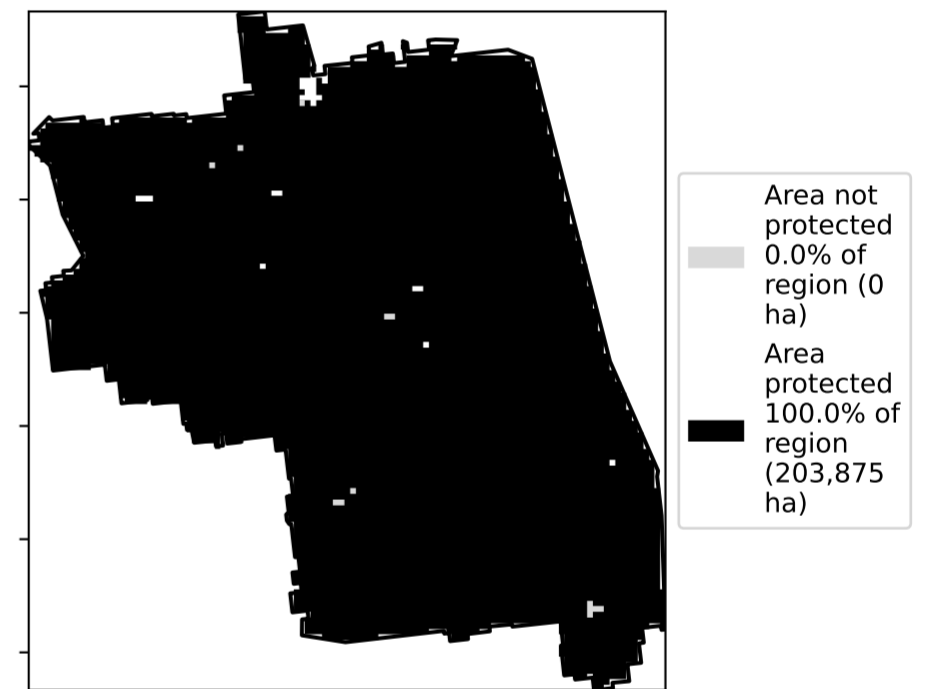 Area not
protected
0.0% of
region (0
ha)
Area
protected
100.0% of
region
(203,875
ha)